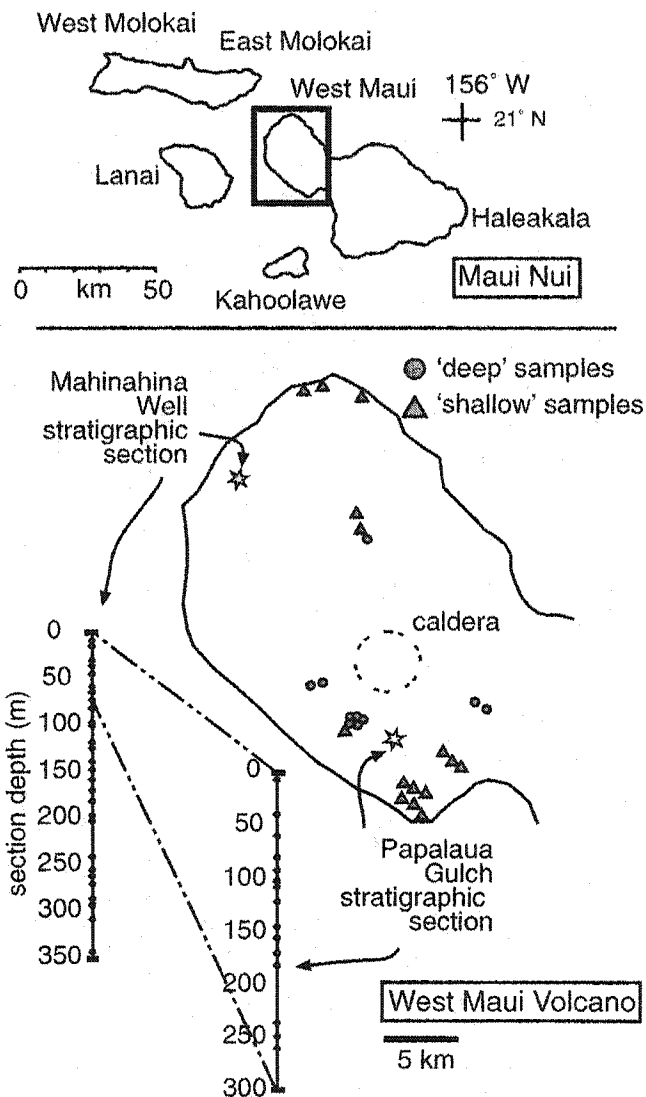 West Molokai
East Molokai
West Maui
156° W
21° N
Lanai
Haleakala
0 km 50
Kahoolawe
Maui Nui
Mahinahina
Well
stratigraphic
section
'deep' samples
'shallow' samples
caldera
section depth (m)
0
50
100
150
200
250
300
350
0
50
100
150
200
250
300
Papalaua
Gulch
stratigraphic
section
West Maui Volcano
5 km